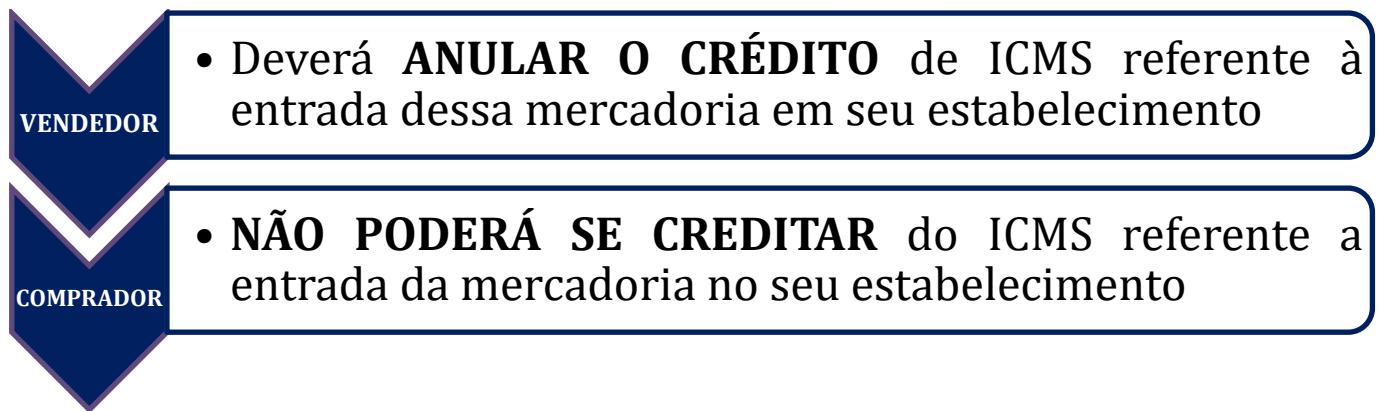 VENDEDOR
• Deverá ANULAR O CRÉDITO de ICMS referente à
entrada dessa mercadoria em seu estabelecimento
COMPRADOR
• NÃO PODERÁ SE CREDITAR do ICMS referente a
entrada da mercadoria no seu estabelecimento